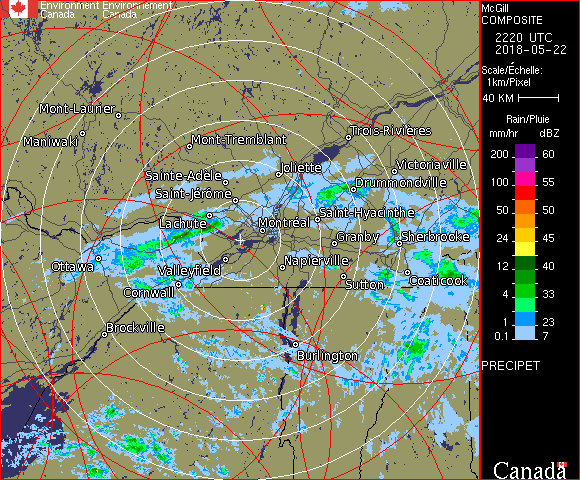 Environment Environnement
Canada Canada
McGill
COMPOSITE
2220 UTC
2018-05-22
Scale/Échelle:
1km/Pixel
40 KM
Rain/Pluie
mm/hr dBZ
200 60
160 55
100 55
50 50
24 45
12 40
4 33
1 23
0.1 7
PRECIPET
Canada
Mont-Laurier
Maniwaki
Mont-Tremblant
Trois-Rivières
Joliette
Victoriaville
Sainte-Adèle
Drummondville
Saint-Jérôme
Saint-Hyacinthe
Lachute
Montréal
Granby
Sherbrooke
Ottawa
Valleyfield
Napierville
Cornwall
Sutton
Coaticook
Brockville
Burlington